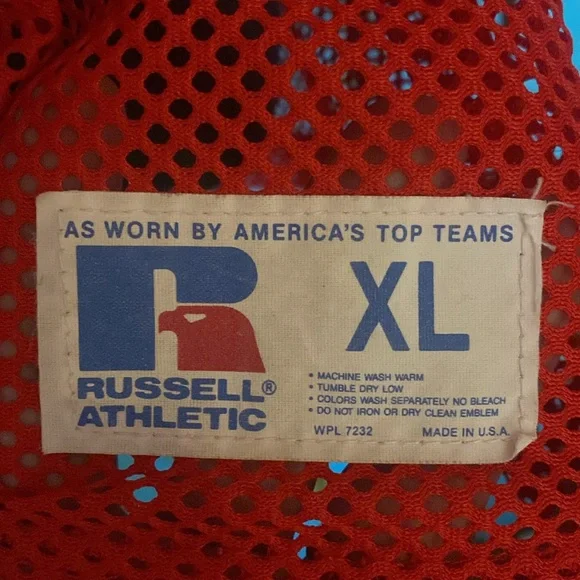 AS WORN BY AMERICA'S TOP TEAMS
R
XL
RUSSELL®
ATHLETIC
• MACHINE WASH WARM
• TUMBLE DRY LOW
• COLORS WASH SEPARATELY NO BLEACH
• DO NOT IRON OR DRY CLEAN EMBLEM
WPL 7232 MADE IN U.S.A.